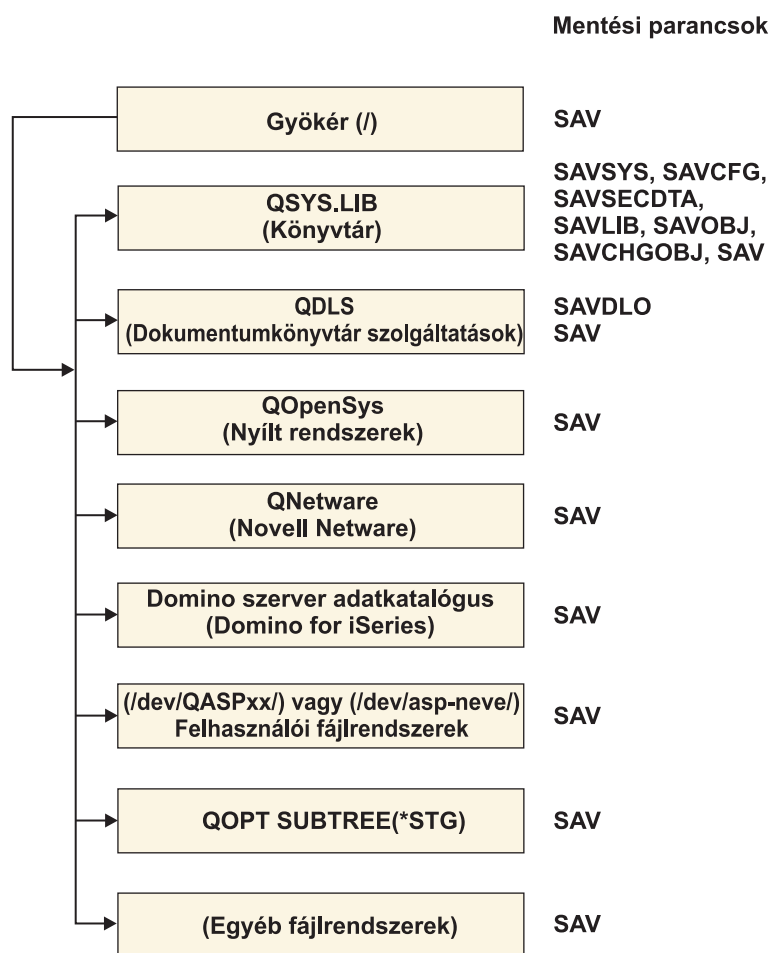 Mentési parancsok
Gyökér (/)
SAV
QSYS.LIB
(Könyvtár)
SAVSYS, SAVCFG,
SAVSECDTA,
SAVLIB, SAVOBJ,
SAVCHGOBJ, SAV
QDLS
(Dokumentumkönyvtár szolgáltatások)
SAVDLO
SAV
QOpenSys
(Nyílt rendszerek)
SAV
QNetware
(Novell Netware)
SAV
Domino szerver adatkatalógus
(Domino for iSeries)
SAV
(/dev/QASPxx/) vagy (/dev/asp-neve/)
Felhasználói fájlrendszerek
SAV
QOPT SUBTREE(*STG)
SAV
(Egyéb fájlrendszerek)
SAV